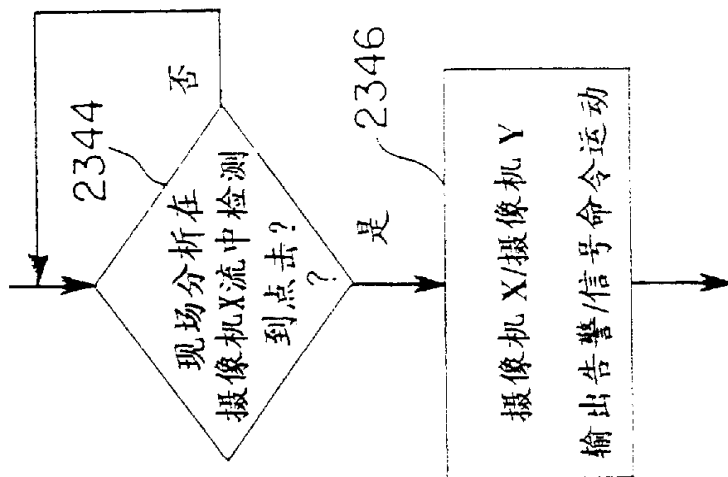 2344
否
现场分析在
摄像机X流中检测
到点击?
?
是
2346
摄像机 X/摄像机 Y
输出告警/信号命令运动